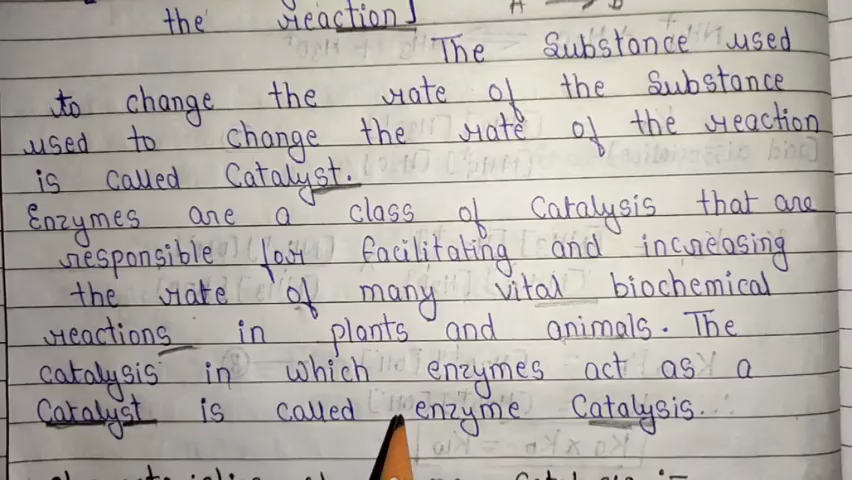 the reaction] A → B
The Substance used
to change the rate of the Substance
used to change the rate of the reaction
is called Catalyst.
Enzymes are a class of Catalysis that are
responsible for facilitating and increasing
the rate of many vital biochemical
reactions in plants and animals. The
catalysis in which enzymes act as a
Catalyst is called enzyme Catalysis.